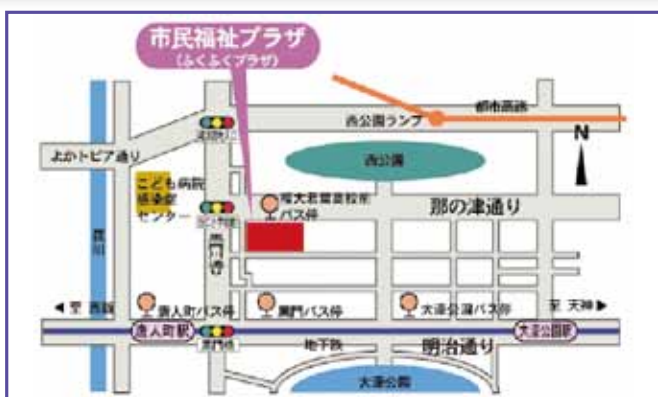 市民福祉プラザ
(ふくふくプラザ)
都市高速
西公園ランプ
N
よかトピア通り
西公園
こども病院
感染症
センター
福大若葉高校前
バス停
那の津通り
黒門通
至 西新
唐人町バス停
黒門バス停
大濠公園バス停
至 天神
唐人町駅
地下鉄
明治通り
大濠公園駅
大濠公園